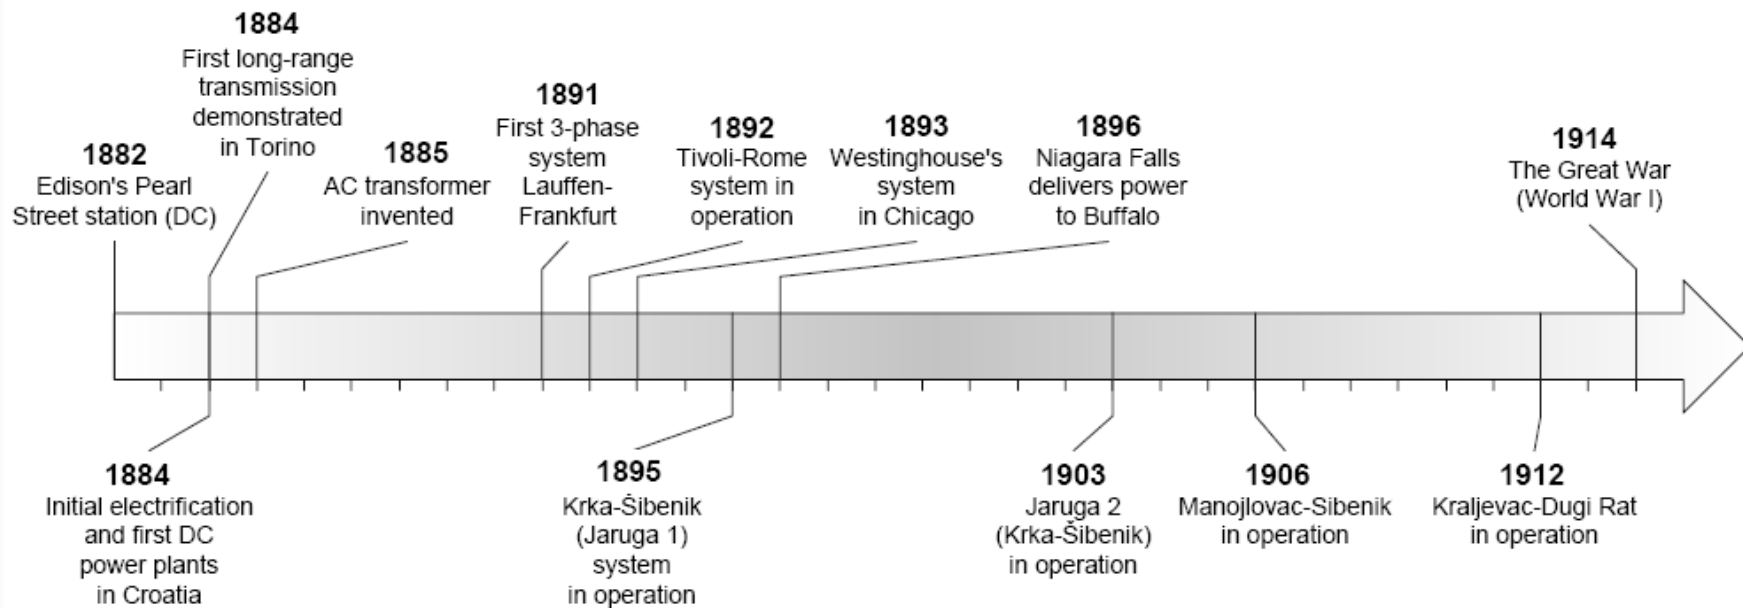 1882
Edison's Pearl
Street station (DC)
1884
First long-range
transmission
demonstrated
in Torino
1885
AC transformer
invented
1891
First 3-phase
system
Lauffen-
Frankfurt
1892
Tivoli-Rome
system in
operation
1893
Westinghouse's
system
in Chicago
1896
Niagara Falls
delivers power
to Buffalo
1914
The Great War
(World War I)
1884
Initial electrification
and first DC
power plants
in Croatia
1895
Krka-Šibenik
(Jaruga 1)
system
in operation
1903
Jaruga 2
(Krka-Šibenik)
in operation
1906
Manojlovac-Sibenik
in operation
1912
Kraljevac-Dugi Rat
in operation